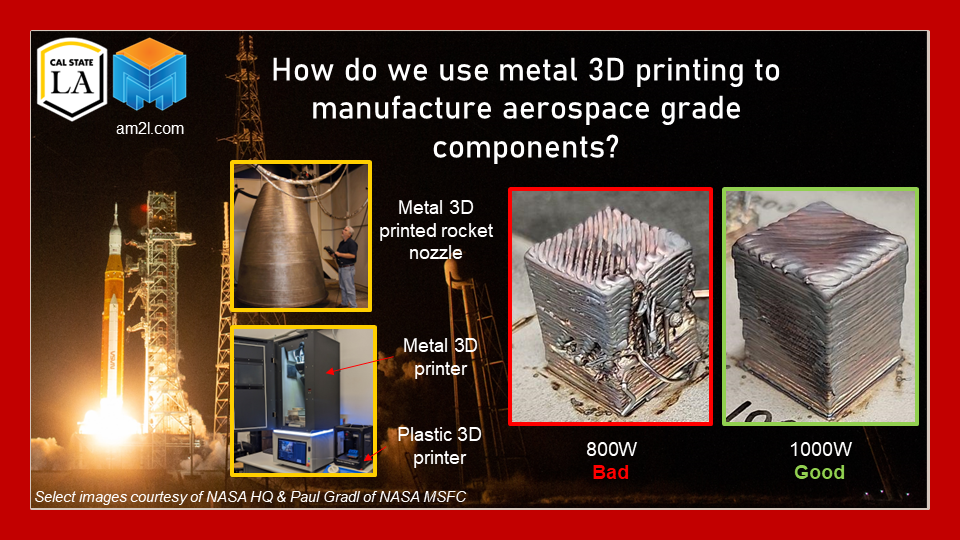 CAL STATE
LA
am2l.com
How do we use metal 3D printing to
manufacture aerospace grade
components?
Metal 3D
printed rocket
nozzle
Metal 3D
printer
Plastic 3D
printer
800W
Bad
1000W
Good
Select images courtesy of NASA HQ & Paul Gradl of NASA MSFC